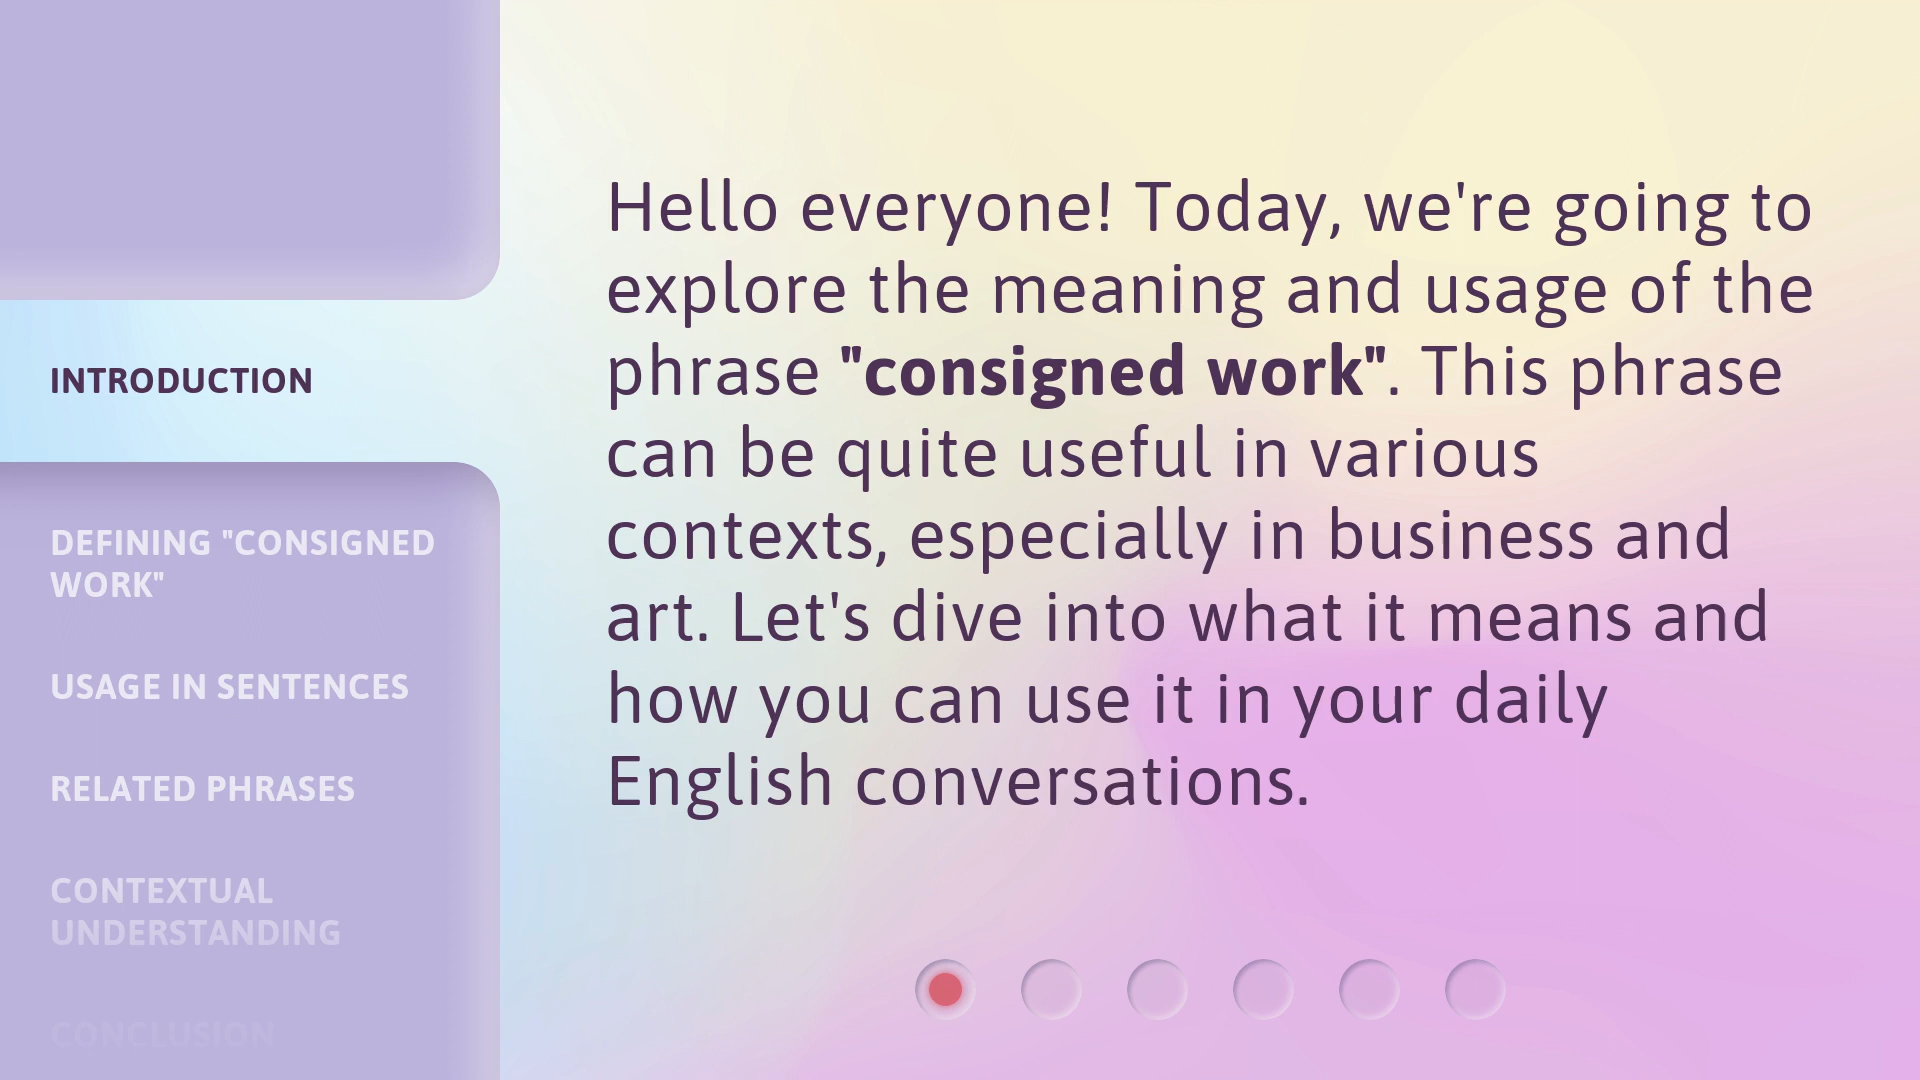 INTRODUCTION
DEFINING "CONSIGNED
WORK"
USAGE IN SENTENCES
RELATED PHRASES
CONTEXTUAL
UNDERSTANDING
CONCLUSION
Hello everyone! Today, we're going to
explore the meaning and usage of the
phrase "consigned work". This phrase
can be quite useful in various
contexts, especially in business and
art. Let's dive into what it means and
how you can use it in your daily
English conversations.